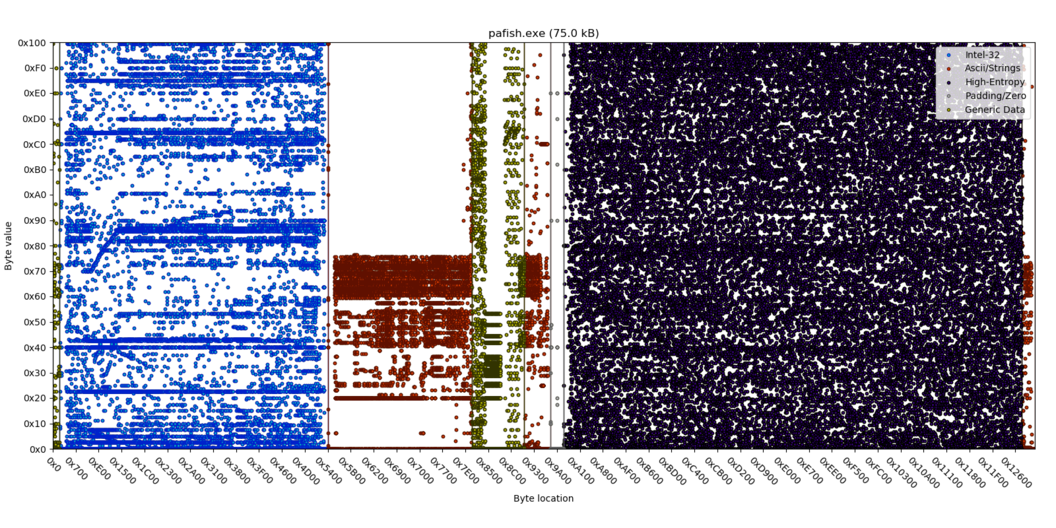 pafish.exe (75.0 kB)
0x100
0xF0
0xE0
0xD0
0xC0
0xB0
0xA0
0x90
0x80
0x70
0x60
0x50
0x40
0x30
0x20
0x10
0x0
Byte value
Intel-32
Ascii/Strings
High-Entropy
Padding/Zero
Generic Data
0x0
0x700
0xE00
0x1500
0x1C00
0x2300
0x2A00
0x3100
0x3800
0x3F00
0x4600
0x4D00
0x5400
0x5B00
0x6200
0x6900
0x7000
0x7700
0x7E00
0x8500
0x8C00
0x9300
0x9A00
0xA100
0xA800
0xAF00
0xB600
0xBD00
0xC400
0xCB00
0xD200
0xD900
0xE000
0xE700
0xEE00
0xF500
0xFC00
0x10300
0x10A00
0x11100
0x11800
0x11F00
0x12600
Byte location